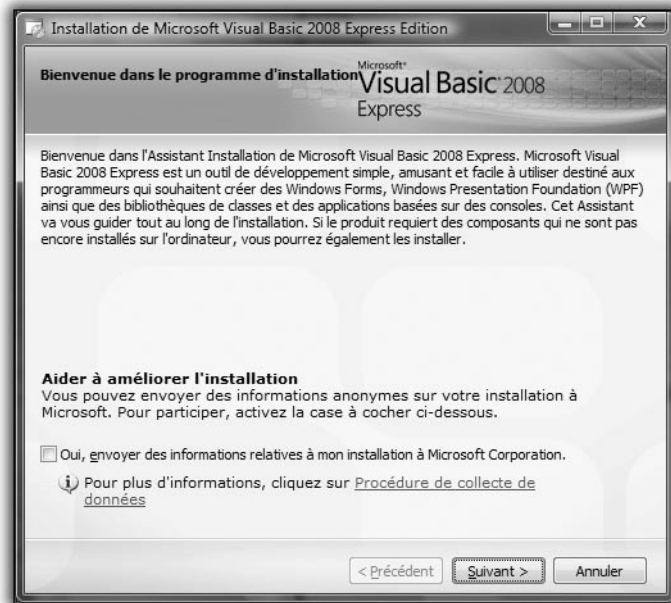 Installation de Microsoft Visual Basic 2008 Express Edition
Bienvenue dans le programme d'installation
Microsoft
Visual Basic 2008
Express
Bienvenue dans l'Assistant Installation de Microsoft Visual Basic 2008 Express. Microsoft Visual
Basic 2008 Express est un outil de développement simple, amusant et facile à utiliser destiné aux
programmeurs qui souhaitent créer des Windows Forms, Windows Presentation Foundation (WPF)
ainsi que des bibliothèques de classes et des applications basées sur des consoles. Cet Assistant
va vous guider tout au long de l'installation. Si le produit requiert des composants qui ne sont pas
encore installés sur l'ordinateur, vous pourrez également les installer.
Aider à améliorer l'installation
Vous pouvez envoyer des informations anonymes sur votre installation à
Microsoft. Pour participer, activez la case à cocher ci-dessous.
Oui, envoyer des informations relatives à mon installation à Microsoft Corporation.
Pour plus d'informations, cliquez sur Procédure de collecte de
données
< Précédent Suivant > Annuler